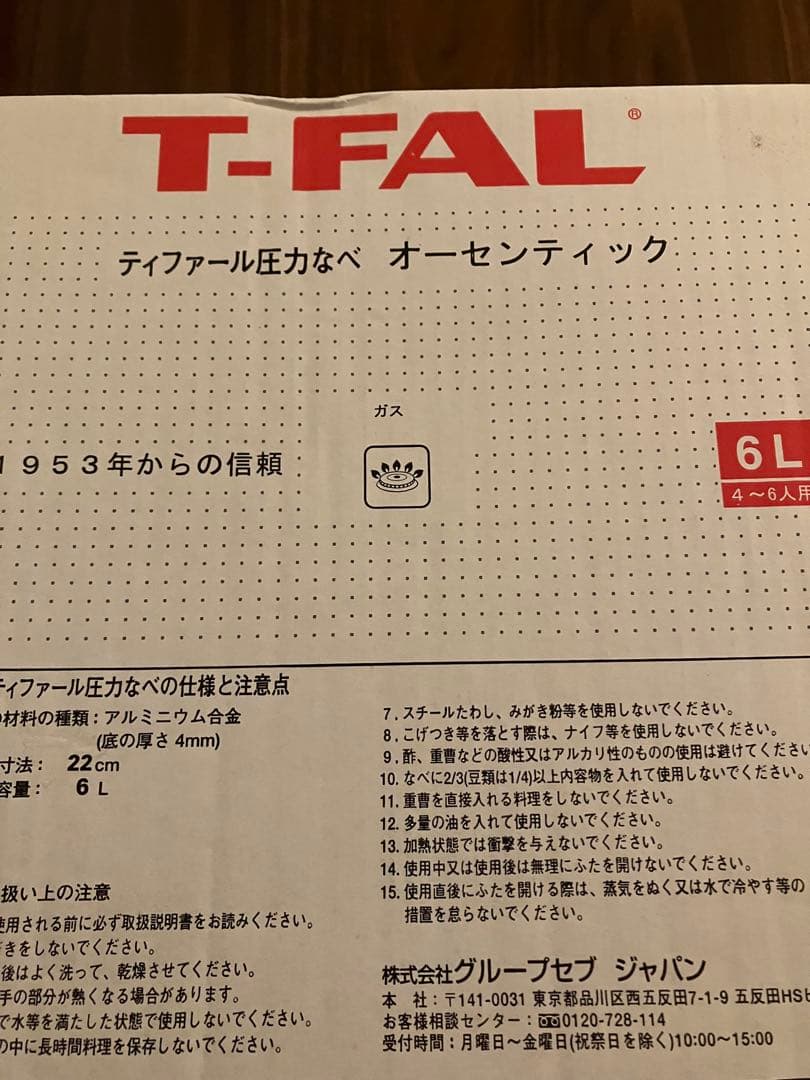 T-FAL®
ティファール圧力なべ オーセンティック
ガス
1953年からの信頼
6L
4〜6人用
ティファール圧力なべの仕様と注意点
材料の種類：アルミニウム合金
(底の厚さ4mm)
寸法： 22cm
容量： 6 L
扱い上の注意
使用される前に必ず取扱説明書をお読みください。
きをしないでください。
後はよく洗って、乾燥させてください。
手の部分が熱くなる場合があります。
で水等を満たした状態で使用しないでください。
の中に長時間料理を保存しないでください。
7. スチールたわし、みがき粉等を使用しないでください。
8. こげつき等を落とす際は、ナイフ等を使用しないでください。
9. 酢、重曹などの酸性又はアルカリ性のものの使用は避けてください
10. なべに2/3(豆類は1/4)以上内容物を入れて使用しないでください。
11. 重曹を直接入れる料理をしないでください。
12. 多量の油を入れて使用しないでください。
13. 加熱状態では衝撃を与えないでください。
14. 使用中又は使用後は無理にふたを開けないでください。
15. 使用直後にふたを開ける際は、蒸気をぬく又は水で冷やす等の
措置を怠らないでください。
株式会社グループセブ ジャパン
本 社：〒141-0031 東京都品川区西五反田7-1-9 五反田HSビ
お客様相談センター：0120-728-114
受付時間：月曜日〜金曜日(祝祭日を除く)10:00〜15:00